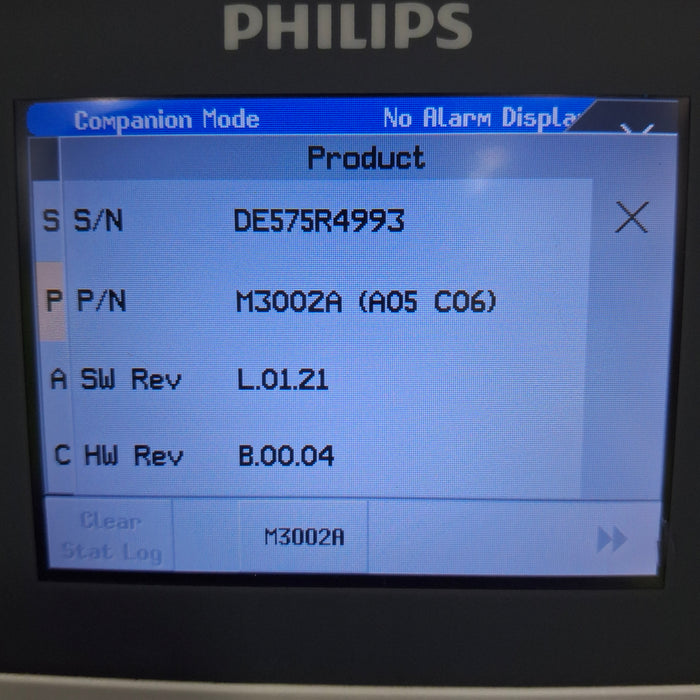 PHILIPS
Companion Mode No Alarm Displa
Product
S S/N DE575R4993
P P/N M3002A (A05 C06)
A SW Rev L.01.21
C HW Rev B.00.04
Clear M3002A
Stat Log